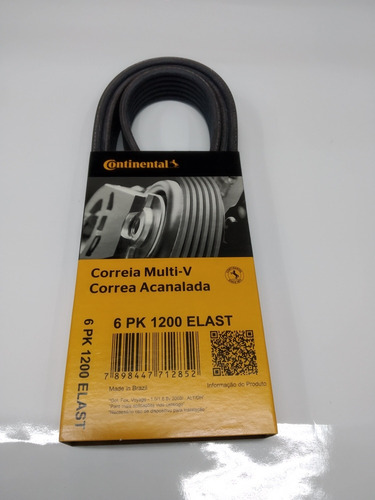 Continental
Correia Multi-V
Correa Acanalada
6 PK 1200 ELAST
6 PK 1200 ELAST
7 898447 712852
Made in Brazil
Informação do Produto